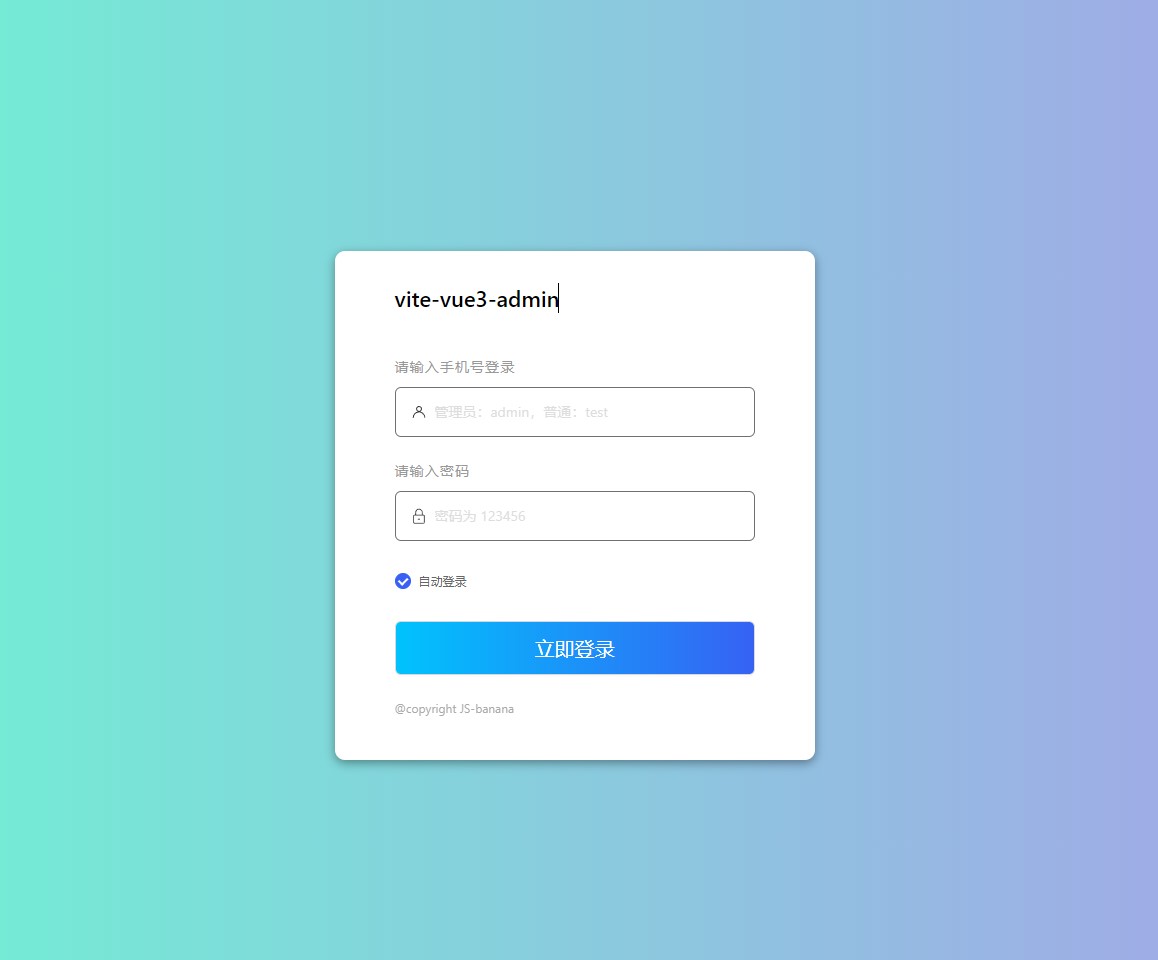 vite-vue3-admin
请输入手机号登录
管理员：admin，普通：test
请输入密码
密码为 123456
自动登录
立即登录
@copyright JS-banana